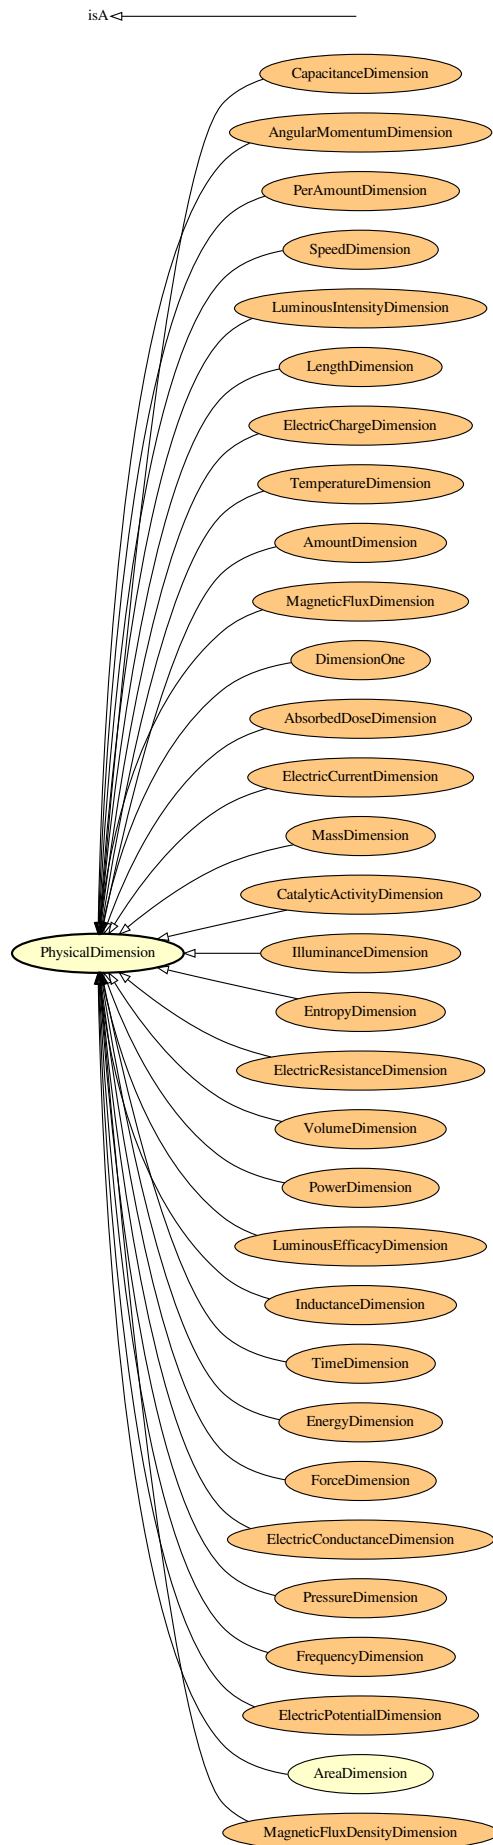 isA
CapacitanceDimension
AngularMomentumDimension
PerAmountDimension
SpeedDimension
LuminousIntensityDimension
LengthDimension
ElectricChargeDimension
TemperatureDimension
AmountDimension
MagneticFluxDimension
DimensionOne
AbsorbedDoseDimension
ElectricCurrentDimension
MassDimension
CatalyticActivityDimension
PhysicalDimension
IlluminanceDimension
EntropyDimension
ElectricResistanceDimension
VolumeDimension
PowerDimension
LuminousEfficacyDimension
InductanceDimension
TimeDimension
EnergyDimension
ForceDimension
ElectricConductanceDimension
PressureDimension
FrequencyDimension
ElectricPotentialDimension
AreaDimension
MagneticFluxDensityDimension